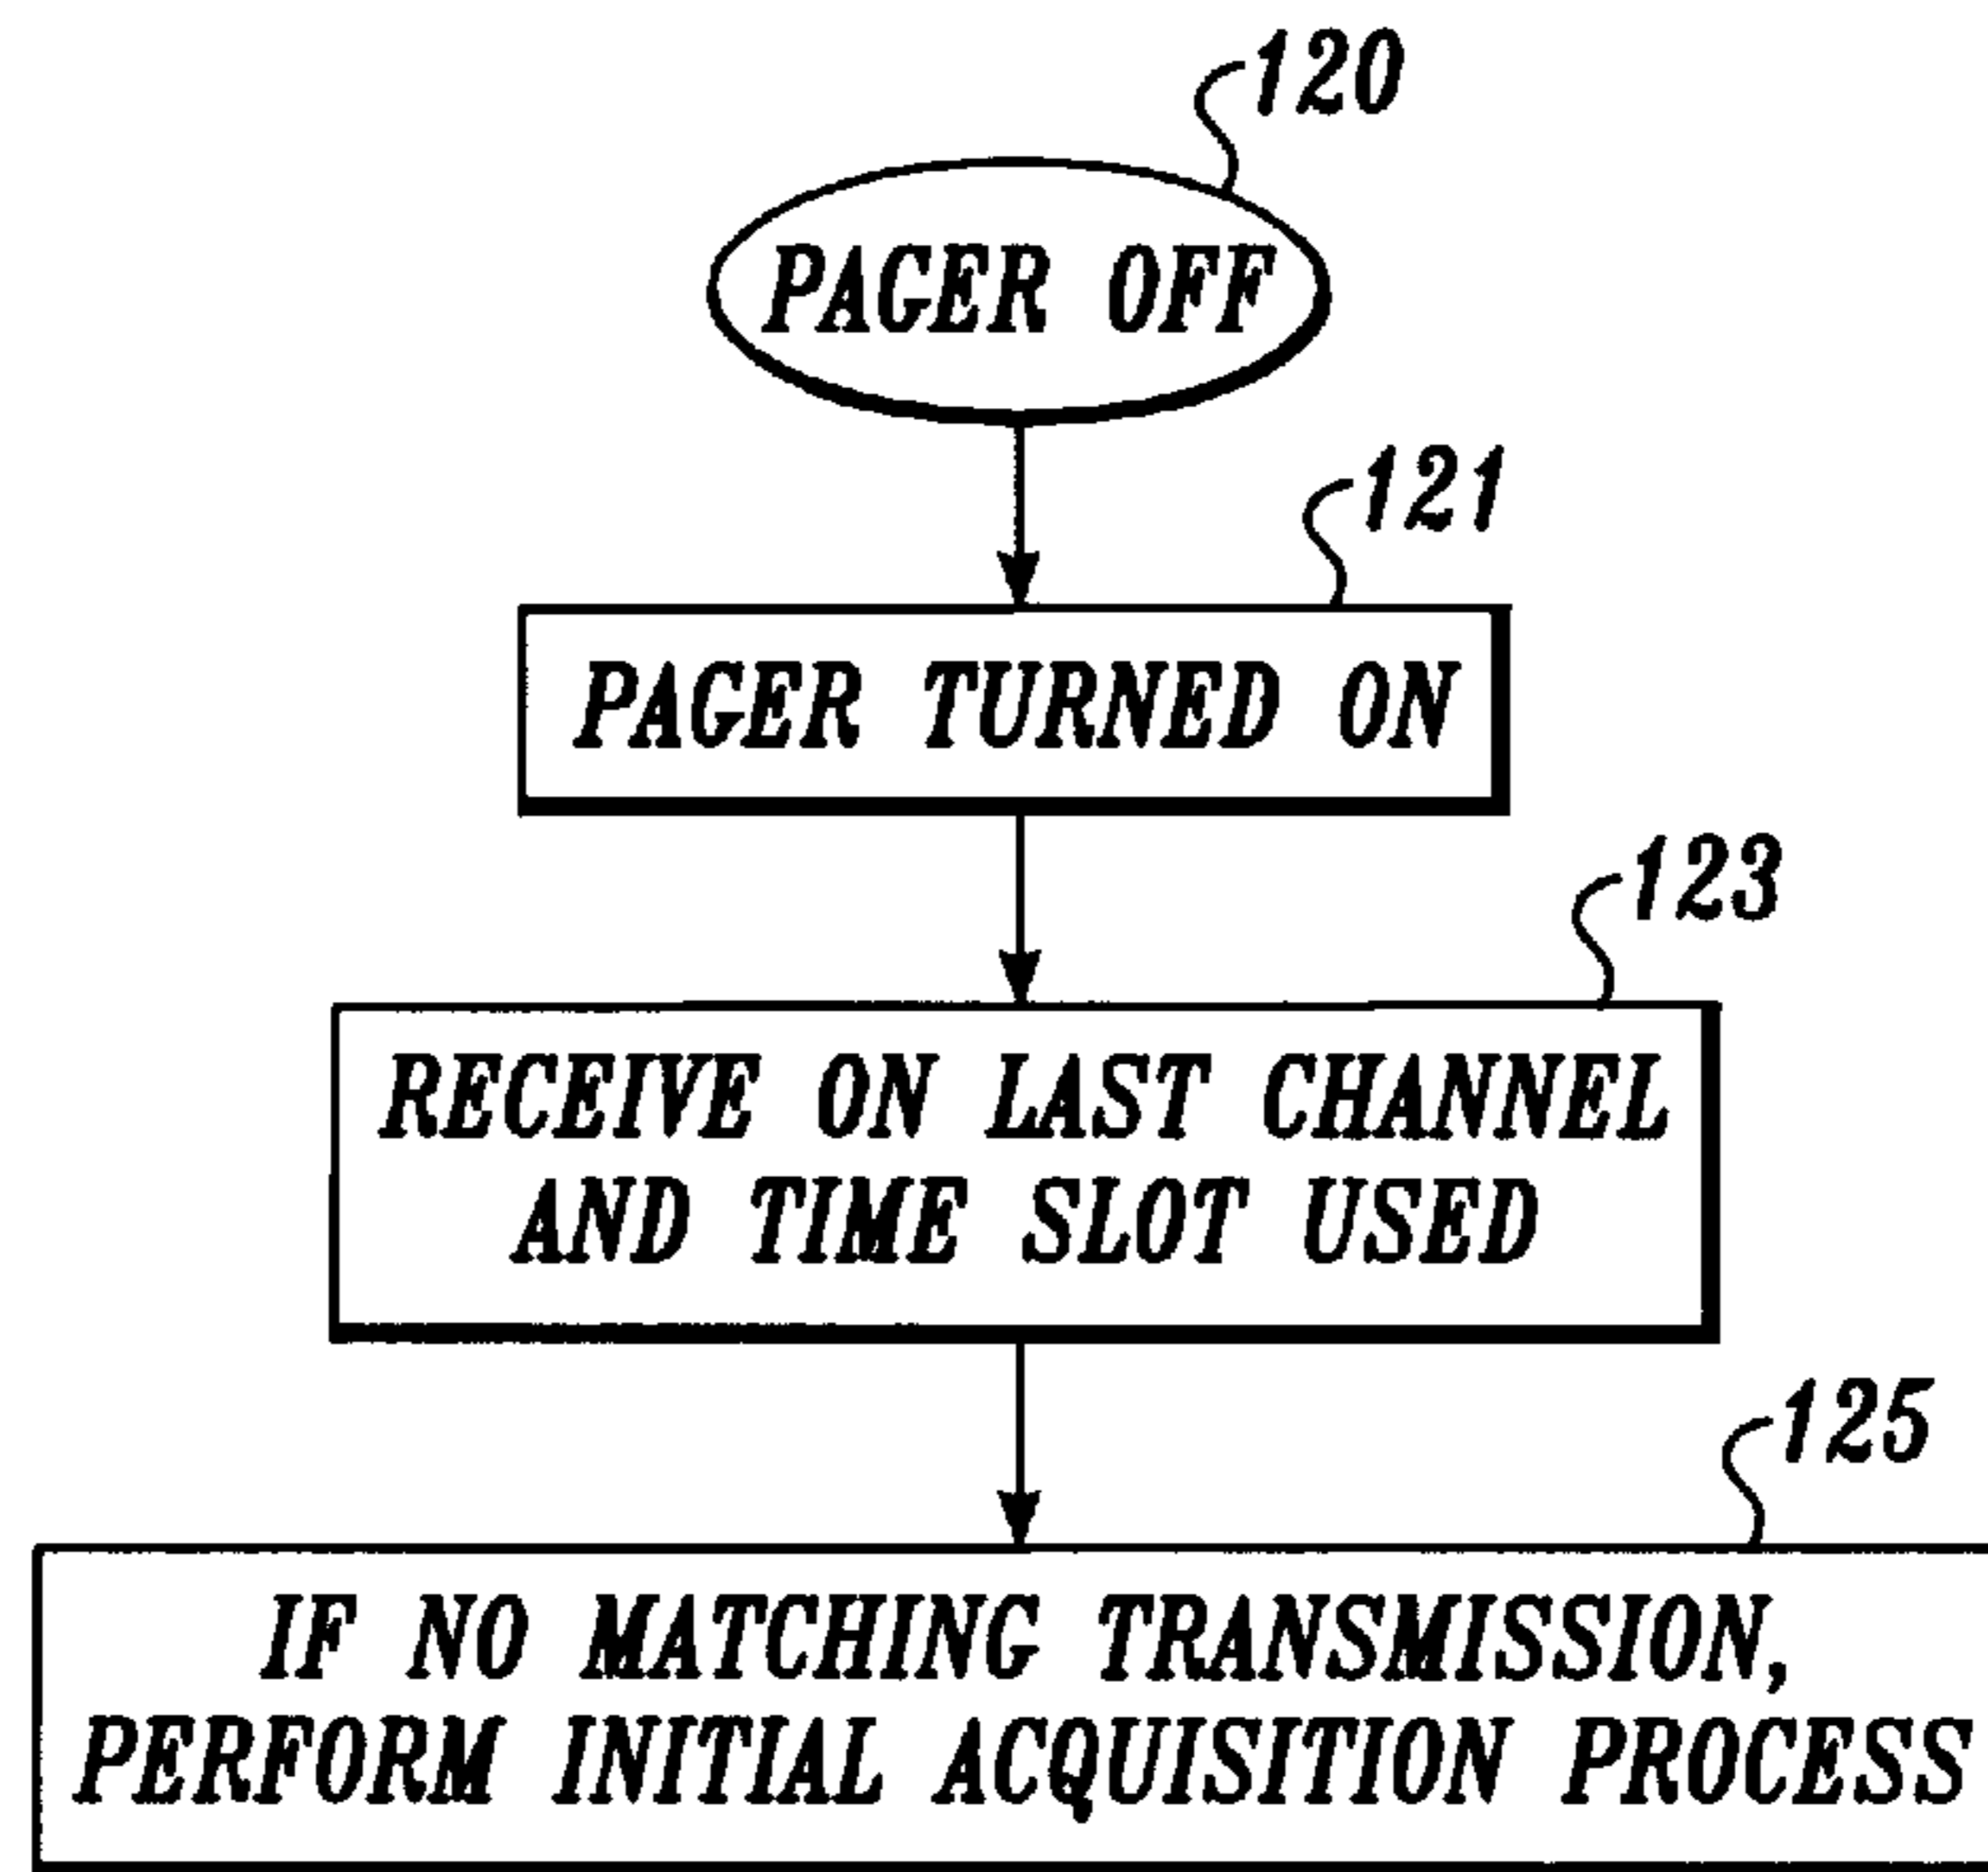 120
PAGER OFF
121
PAGER TURNED ON
123
RECEIVE ON LAST CHANNEL
AND TIME SLOT USED
125
IF NO MATCHING TRANSMISSION,
PERFORM INITIAL ACQUISITION PROCESS